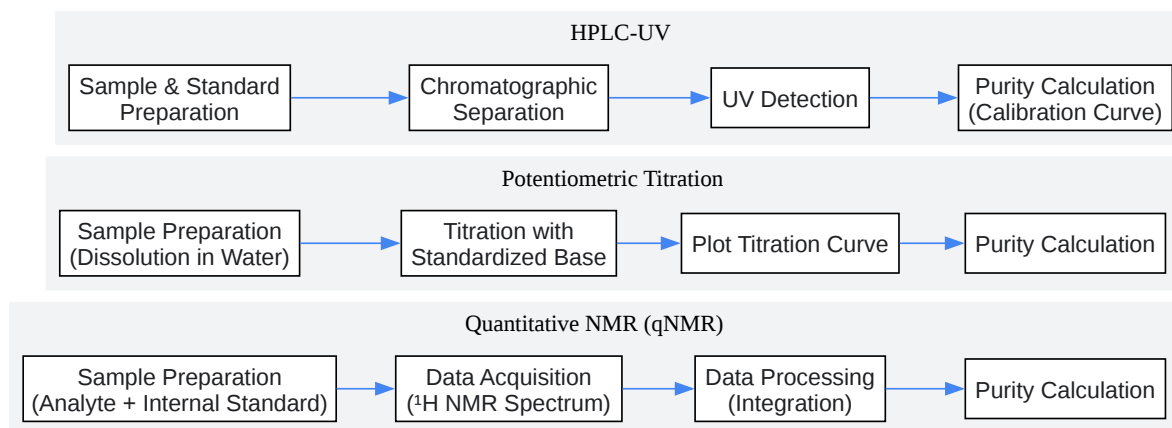 HPLC-UV
Sample & Standard
Preparation
Chromatographic
Separation
UV Detection
Purity Calculation
(Calibration Curve)
Potentiometric Titration
Sample Preparation
(Dissolution in Water)
Titration with
Standardized Base
Plot Titration Curve
Purity Calculation
Quantitative NMR (qNMR)
Sample Preparation
(Analyte + Internal Standard)
Data Acquisition
(¹H NMR Spectrum)
Data Processing
(Integration)
Purity Calculation